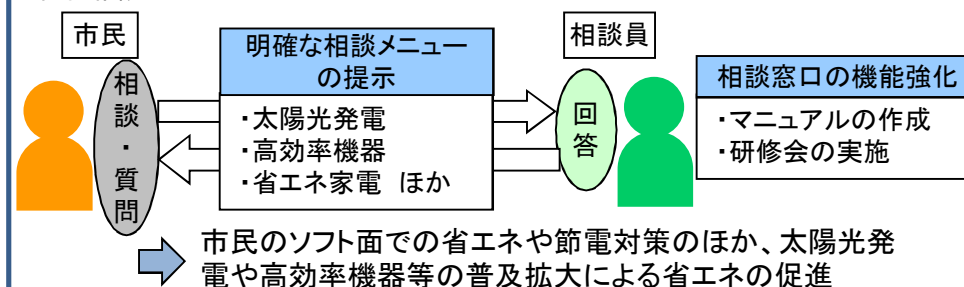 市民
相談・質問
明確な相談メニュー
の提示
・太陽光発電
・高効率機器
・省エネ家電 ほか
相談員
回答
相談窓口の機能強化
・マニュアルの作成
・研修会の実施
市民のソフト面での省エネや節電対策のほか、太陽光発
電や高効率機器等の普及拡大による省エネの促進